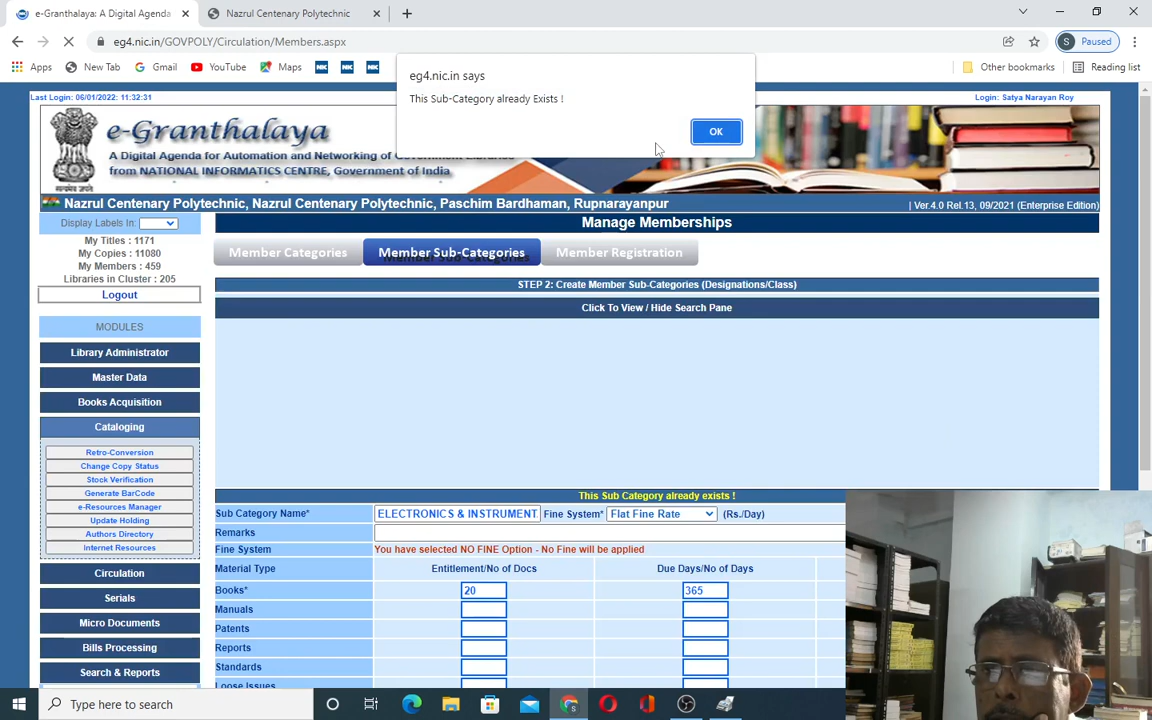 e-Granthalaya: A Digital Agenda
Nazrul Centenary Polytechnic
eg4.nic.in/GOVPOLY/Circulation/Members.aspx
S Paused
Apps New Tab Gmail YouTube Maps NIC NIC NIC Other bookmarks Reading list
eg4.nic.in says
This Sub-Category already Exists !
OK
Last Login: 06/01/2022: 11:32:31
Login: Satya Narayan Roy
e-Granthalaya
A Digital Agenda for Automation and Networking of
from NATIONAL INFORMATICS CENTRE, Government of India
Nazrul Centenary Polytechnic, Nazrul Centenary Polytechnic, Paschim Bardhaman, Rupnarayanpur
| Ver.4.0 Rel.13, 09/2021 (Enterprise Edition)
Display Labels In:
Manage Memberships
My Titles : 1171
My Copies : 11080
My Members : 459
Libraries in Cluster : 205
Logout
Member Categories Member Sub-Categories Member Registration
STEP 2: Create Member Sub-Categories (Designations/Class)
Click To View / Hide Search Pane
MODULES
Library Administrator
Master Data
Books Acquisition
Cataloging
Retro-Conversion
Change Copy Status
Stock Verification
Generate BarCode
e-Resources Manager
Update Holding
Authors Directory
Internet Resources
Circulation
Serials
Micro Documents
Bills Processing
Search & Reports
This Sub Category already exists !
Sub Category Name* ELECTRONICS & INSTRUMENT Fine System* Flat Fine Rate (Rs./Day)
Remarks
Fine System You have selected NO FINE Option - No Fine will be applied
Material Type Entitlement/No of Docs Due Days/No of Days
Books* 20 365
Manuals
Patents
Reports
Standards
Loose Issues
Type here to search